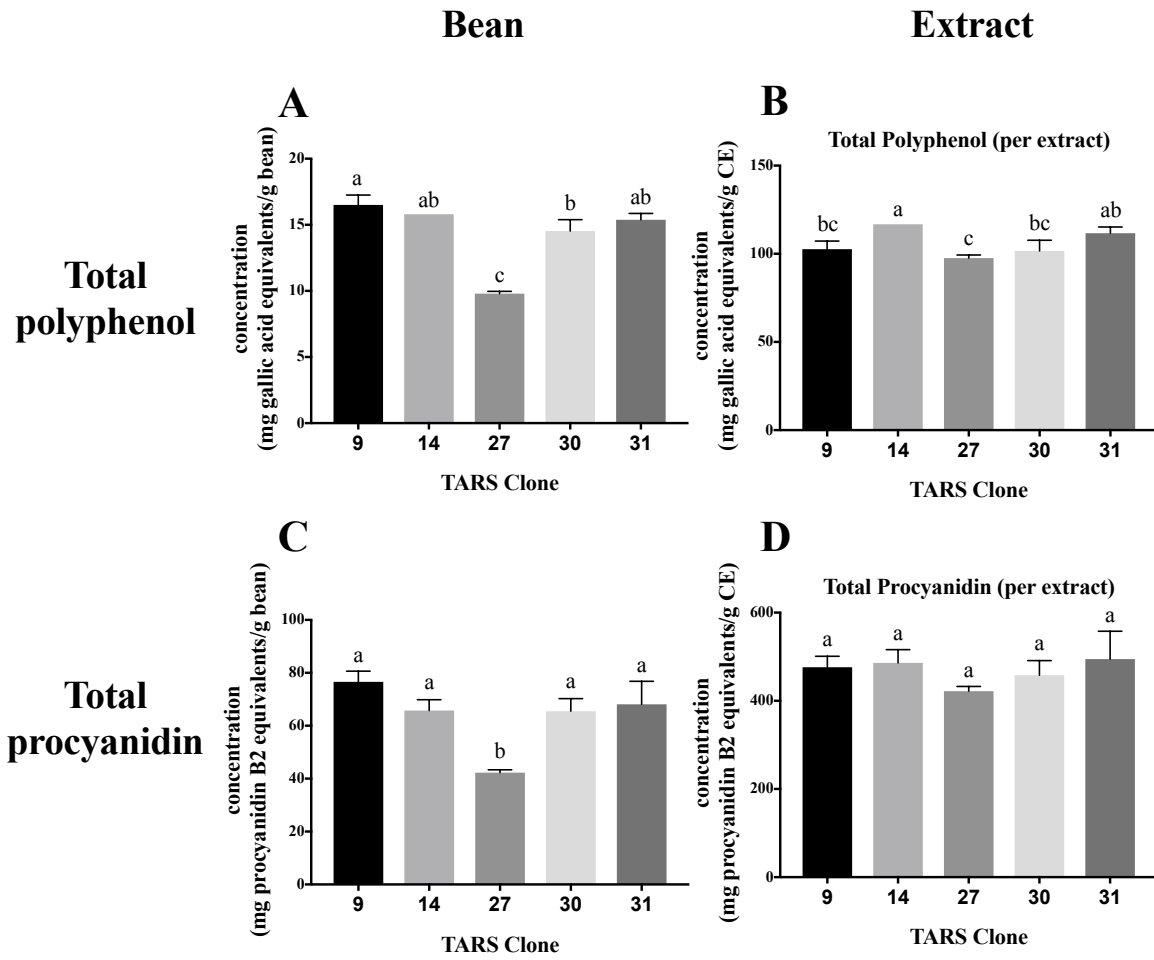 Bean
Extract
Total
polyphenol
A
concentration
(mg gallic acid equivalents/g bean)
20
15
10
5
0
a
ab
c
b
ab
9 14 27 30 31
TARS Clone
B
Total Polyphenol (per extract)
concentration
(mg gallic acid equivalents/g CE)
150
100
50
0
bc
a
c
bc
ab
9 14 27 30 31
TARS Clone
Total
procyanidin
C
concentration
(mg procyanidin B2 equivalents/g bean)
100
80
60
40
20
0
a
a
b
a
a
9 14 27 30 31
TARS Clone
D
Total Procyanidin (per extract)
concentration
(mg procyanidin B2 equivalents/g CE)
600
400
200
0
a
a
a
a
a
9 14 27 30 31
TARS Clone